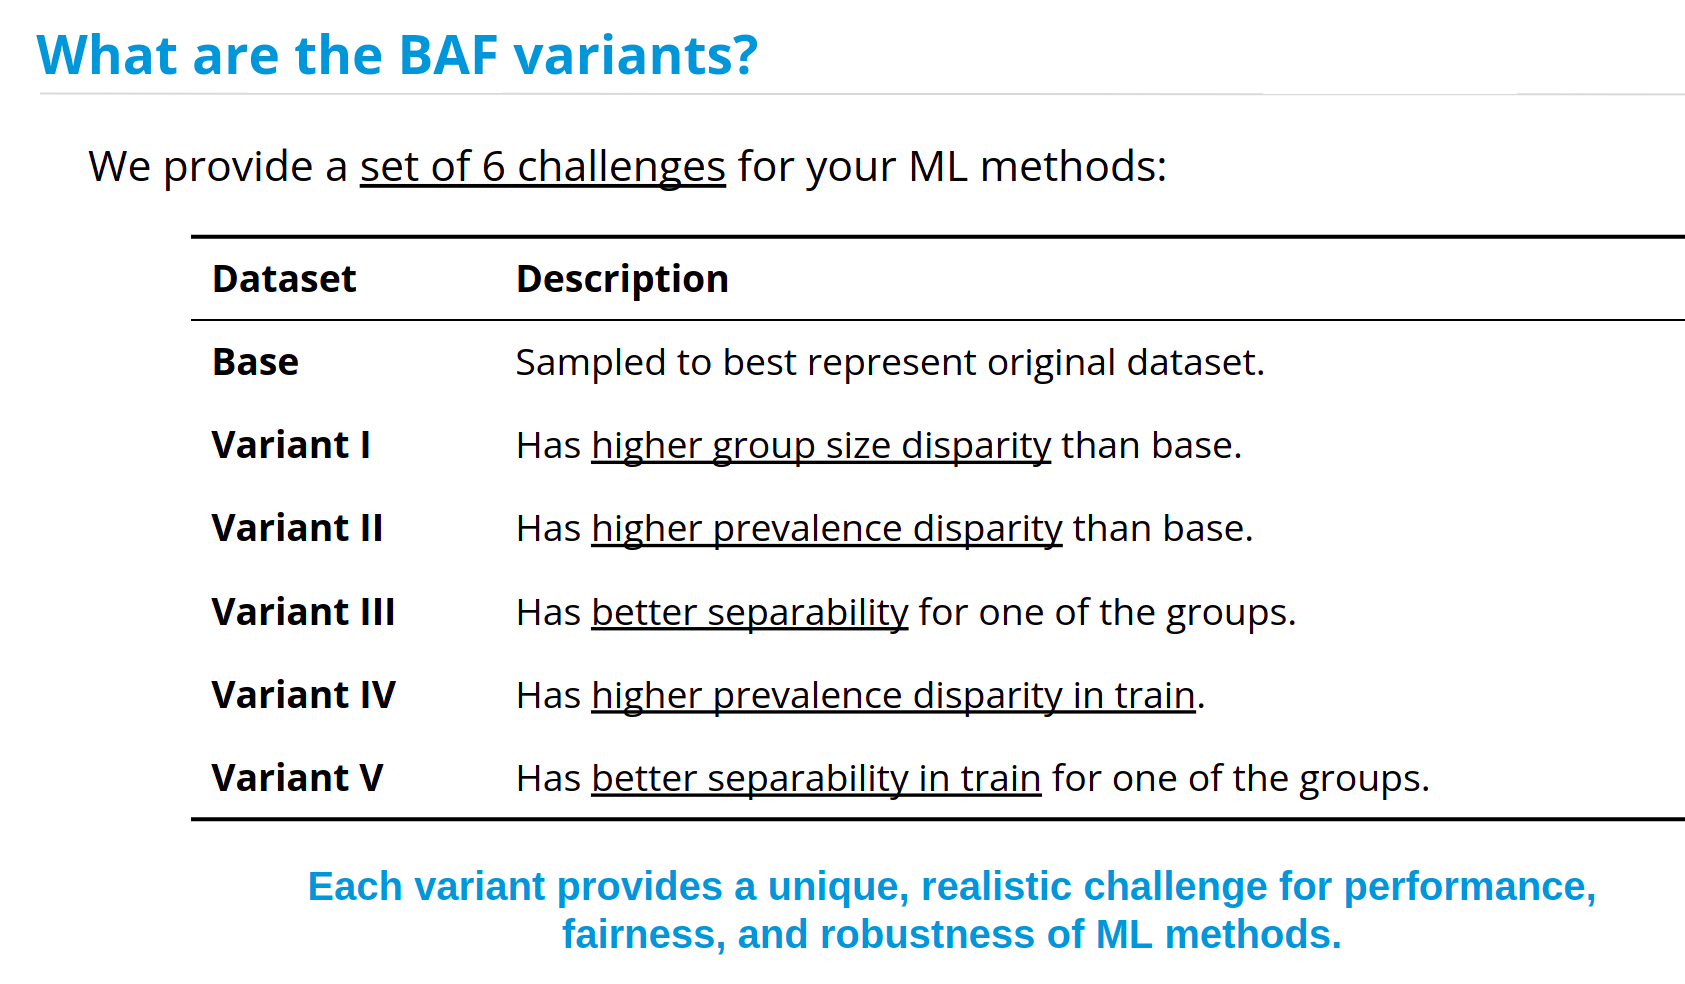 What are the BAF variants?
We provide a set of 6 challenges for your ML methods:
Dataset Description
Base Sampled to best represent original dataset.
Variant I Has higher group size disparity than base.
Variant II Has higher prevalence disparity than base.
Variant III Has better separability for one of the groups.
Variant IV Has higher prevalence disparity in train.
Variant V Has better separability in train for one of the groups.
Each variant provides a unique, realistic challenge for performance,
fairness, and robustness of ML methods.